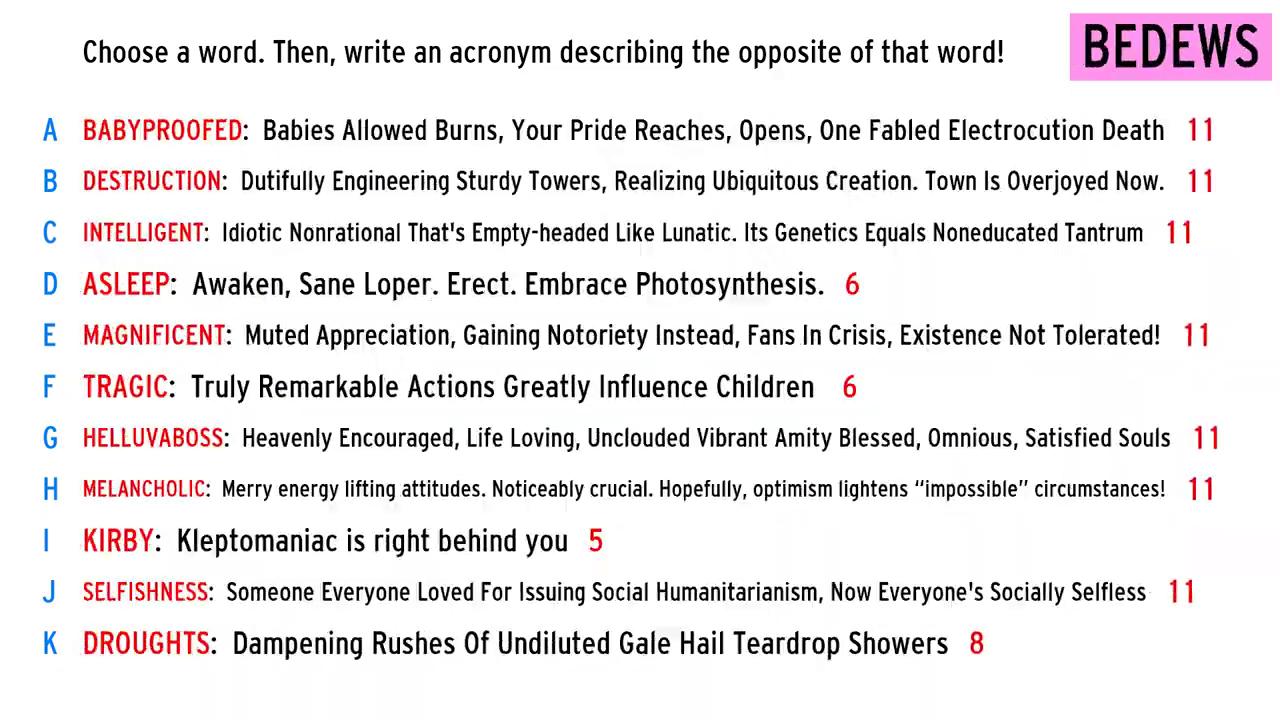 Choose a word. Then, write an acronym describing the opposite of that word!
BEDEWS
A BABYPROOFED: Babies Allowed Burns, Your Pride Reaches, Opens, One Fabled Electrocution Death 11
B DESTRUCTION: Dutifully Engineering Sturdy Towers, Realizing Ubiquitous Creation. Town Is Overjoyed Now. 11
C INTELLIGENT: Idiotic Nonrational That's Empty-headed Like Lunatic. Its Genetics Equals Noneducated Tantrum 11
D ASLEEP: Awaken, Sane Loper. Erect. Embrace Photosynthesis. 6
E MAGNIFICENT: Muted Appreciation, Gaining Notoriety Instead, Fans In Crisis, Existence Not Tolerated! 11
F TRAGIC: Truly Remarkable Actions Greatly Influence Children 6
G HELLUVABOSS: Heavenly Encouraged, Life Loving, Unclouded Vibrant Amity Blessed, Omnious, Satisfied Souls 11
H MELANCHOLIC: Merry energy lifting attitudes. Noticeably crucial. Hopefully, optimism lightens “impossible” circumstances! 11
I KIRBY: Kleptomaniac is right behind you 5
J SELFISHNESS: Someone Everyone Loved For Issuing Social Humanitarianism, Now Everyone's Socially Selfless 11
K DROUGHTS: Dampening Rushes Of Undiluted Gale Hail Teardrop Showers 8